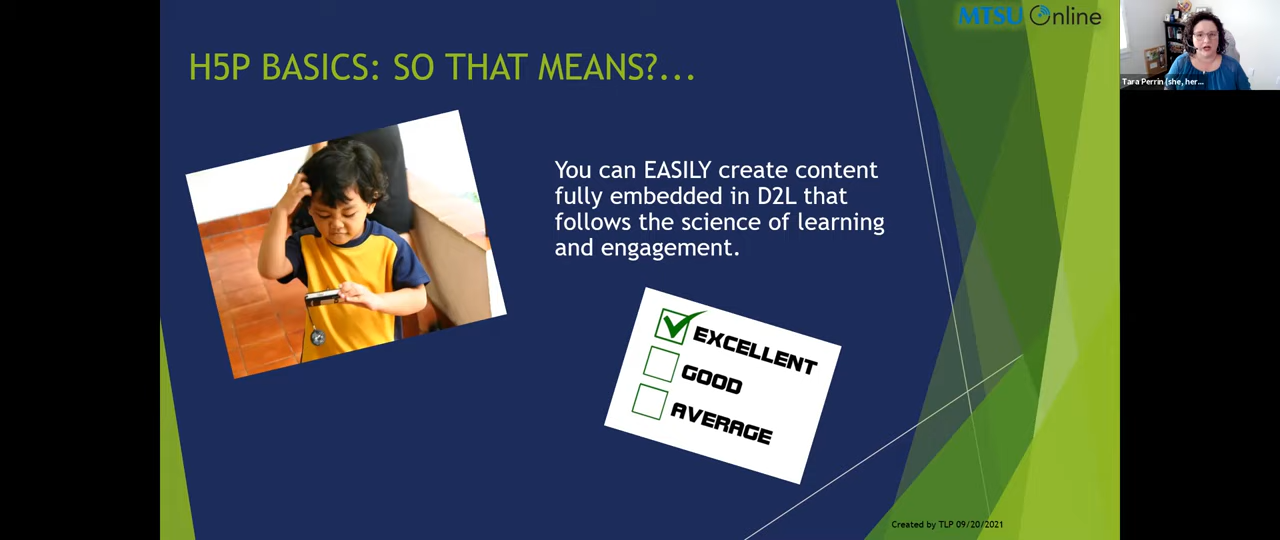 MTSU Online
H5P BASICS: SO THAT MEANS?...
Tara Perrin (she, her...
You can EASILY create content
fully embedded in D2L that
follows the science of learning
and engagement.
EXCELLENT
GOOD
AVERAGE
Created by TLP 09/20/2021